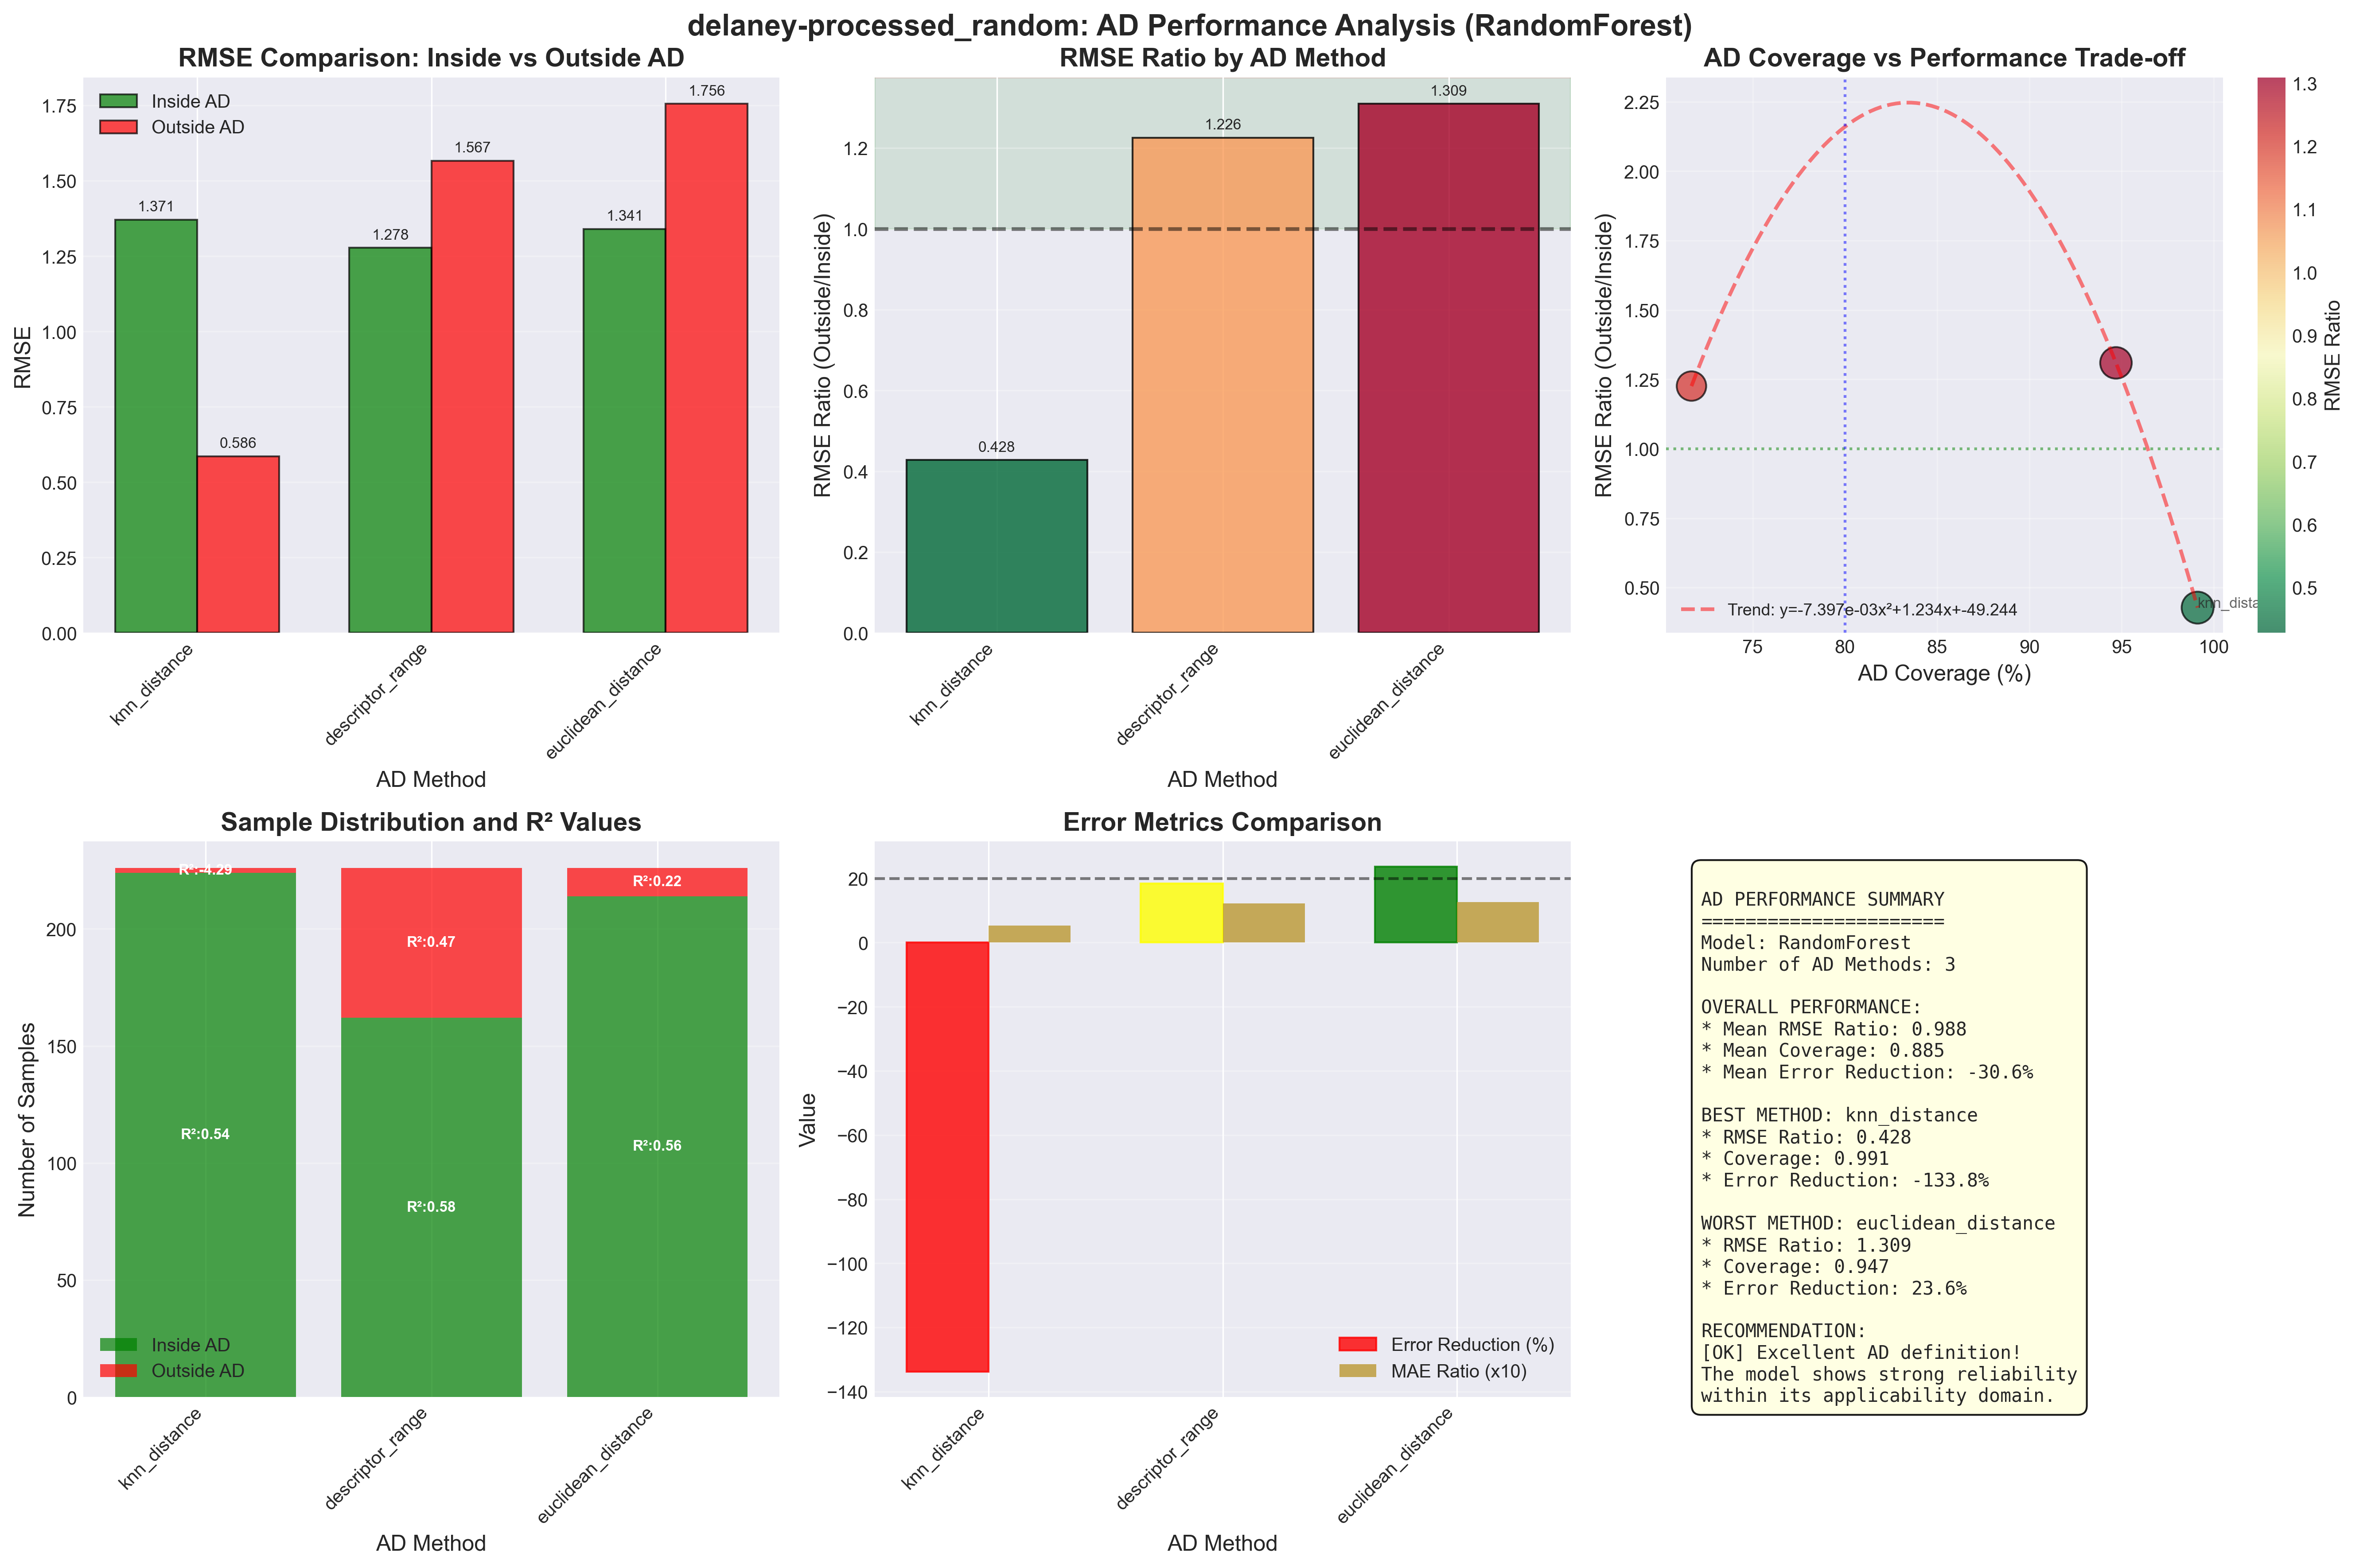 delaney-processed_random: AD Performance Analysis (RandomForest)
RMSE Comparison: Inside vs Outside AD
Inside AD
Outside AD
RMSE
1.75
1.50
1.25
1.00
0.75
0.50
0.25
0.00
1.371
0.586
1.278
1.567
1.341
1.756
knn_distance
descriptor_range
euclidean_distance
AD Method
RMSE Ratio by AD Method
RMSE Ratio (Outside/Inside)
1.2
1.0
0.8
0.6
0.4
0.2
0.0
0.428
1.226
1.309
knn_distance
descriptor_range
euclidean_distance
AD Method
AD Coverage vs Performance Trade-off
RMSE Ratio (Outside/Inside)
2.25
2.00
1.75
1.50
1.25
1.00
0.75
0.50
Trend: y=-7.397e-03x²+1.234x+-49.244
knn_dista
75
80
85
90
95
100
AD Coverage (%)
1.3
1.2
1.1
1.0
0.9
0.8
0.7
0.6
0.5
RMSE Ratio
Sample Distribution and R² Values
Number of Samples
200
150
100
50
0
R²:-4.29
R²:0.54
R²:0.47
R²:0.58
R²:0.22
R²:0.56
Inside AD
Outside AD
knn_distance
descriptor_range
euclidean_distance
AD Method
Error Metrics Comparison
Value
20
0
−20
−40
−60
−80
−100
−120
−140
Error Reduction (%)
MAE Ratio (x10)
knn_distance
descriptor_range
euclidean_distance
AD Method
AD PERFORMANCE SUMMARY
======================
Model: RandomForest
Number of AD Methods: 3
OVERALL PERFORMANCE:
* Mean RMSE Ratio: 0.988
* Mean Coverage: 0.885
* Mean Error Reduction: -30.6%
BEST METHOD: knn_distance
* RMSE Ratio: 0.428
* Coverage: 0.991
* Error Reduction: -133.8%
WORST METHOD: euclidean_distance
* RMSE Ratio: 1.309
* Coverage: 0.947
* Error Reduction: 23.6%
RECOMMENDATION:
[OK] Excellent AD definition!
The model shows strong reliability
within its applicability domain.